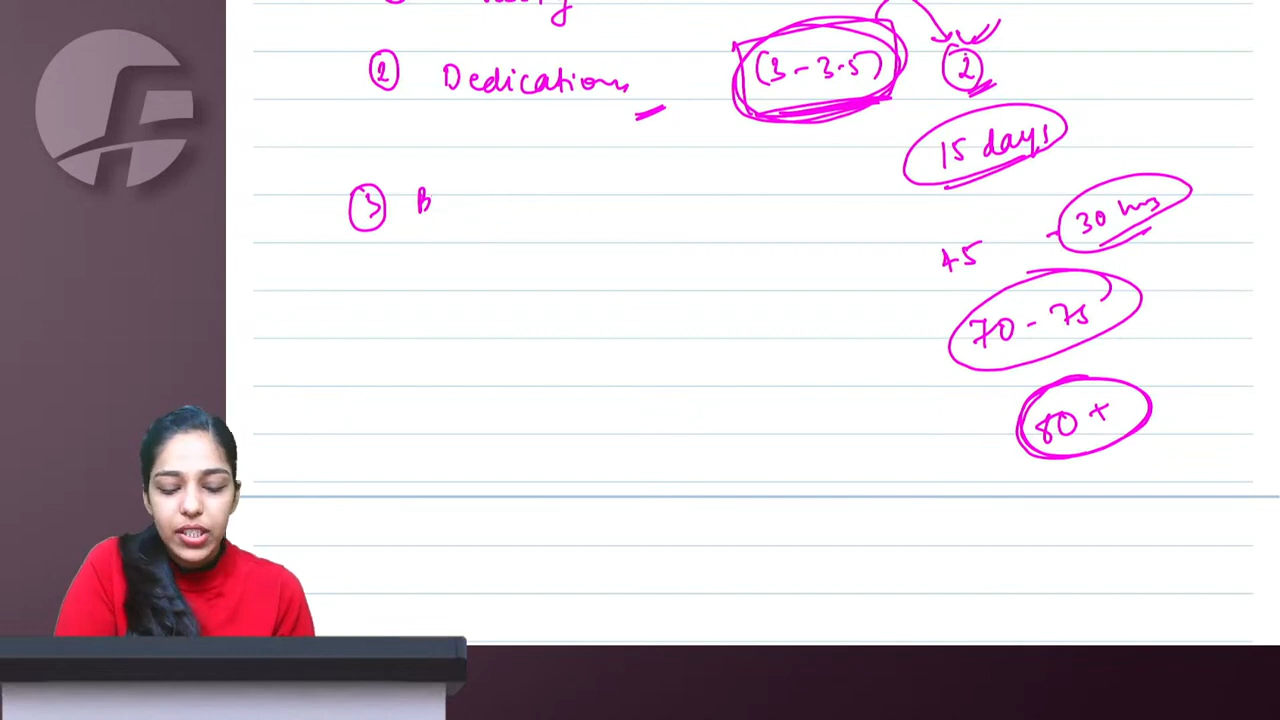 ② Dedication
(3 - 3.5) ②
15 days
③ B
30 hrs
45
70 - 75
80 +